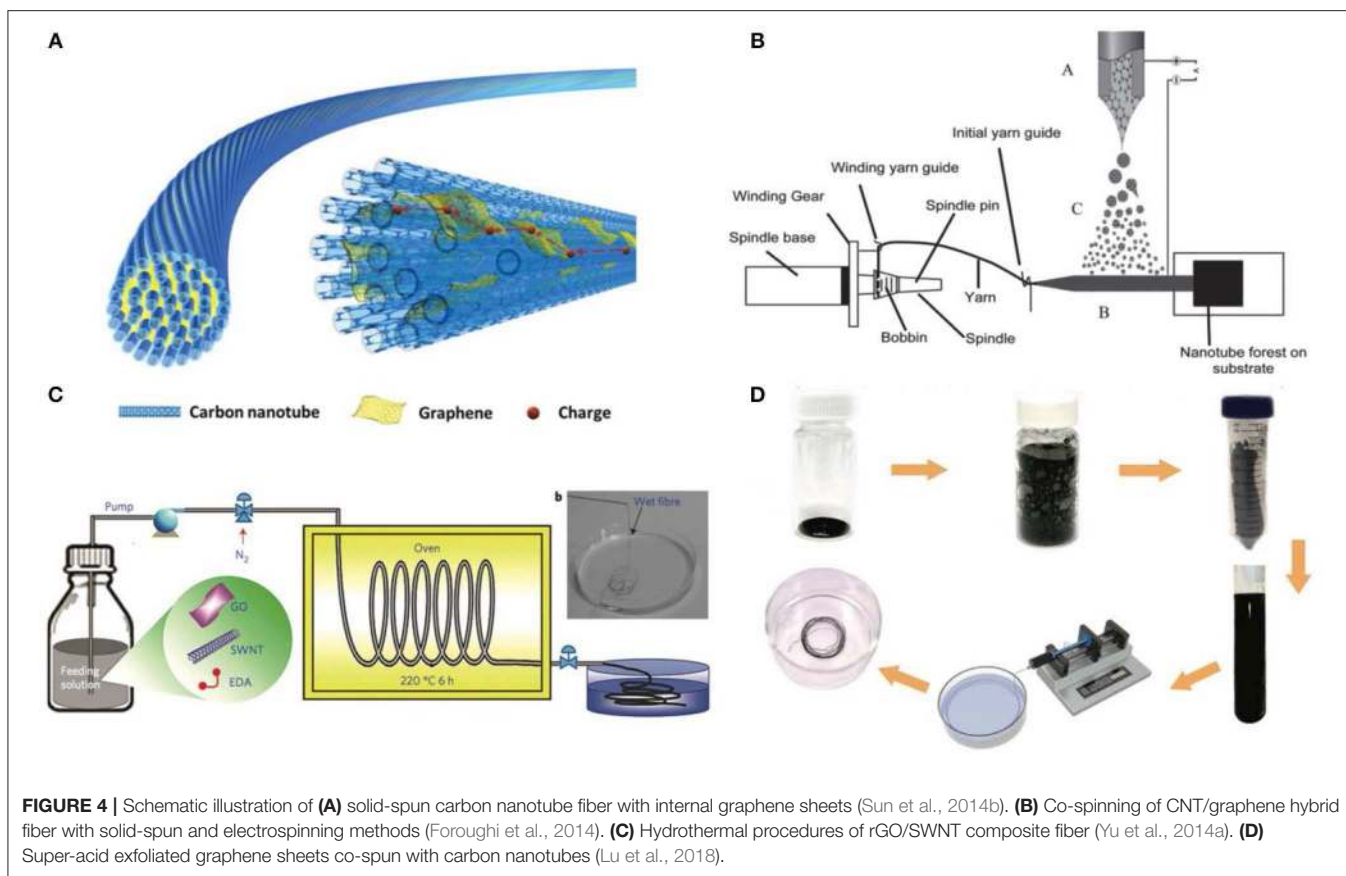 A
Carbon nanotube
Graphene
Charge
B
A
Initial yarn guide
Winding yarn guide
Winding Gear
Spindle pin
C
Spindle base
Yarn
B
Bobbin
Spindle
Nanotube forest on
substrate
C
Pump
N2
Oven
220 °C 6 h
Feeding
solution
GO
SWNT
EDA
b
Wet fibre
D
FIGURE 4 | Schematic illustration of (A) solid-spun carbon nanotube fiber with internal graphene sheets (Sun et al., 2014b). (B) Co-spinning of CNT/graphene hybrid
fiber with solid-spun and electrospinning methods (Foroughi et al., 2014). (C) Hydrothermal procedures of rGO/SWNT composite fiber (Yu et al., 2014a). (D)
Super-acid exfoliated graphene sheets co-spun with carbon nanotubes (Lu et al., 2018).